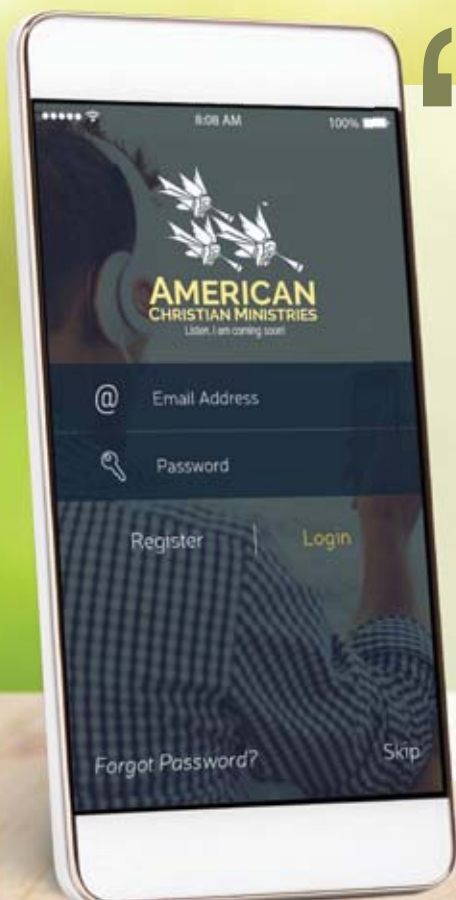 “
8:08 AM 100%
AMERICAN
CHRISTIAN MINISTRIES
Listen, I am coming soon!
@ Email Address
Password
Register | Login
Forgot Password? Skip